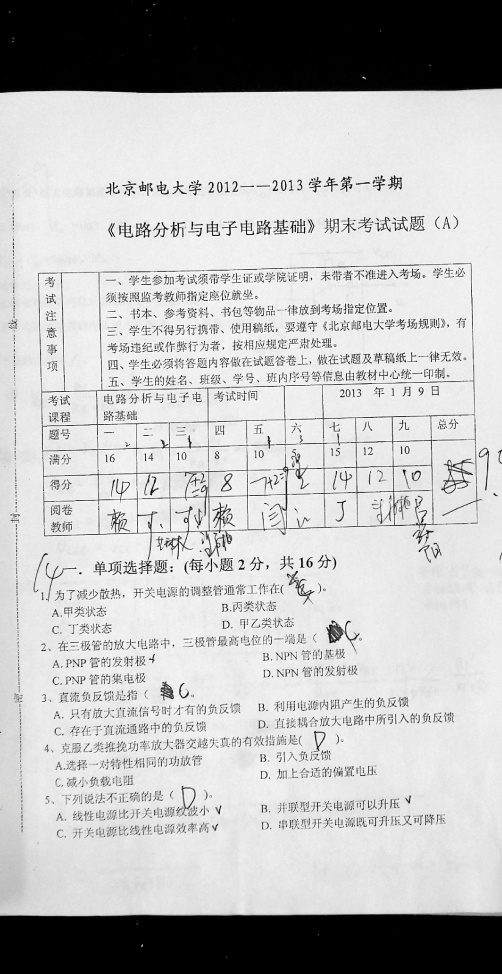 北京邮电大学 2012——2013 学年第一学期
《电路分析与电子电路基础》期末考试试题（A）
考试注意事项
一、学生参加考试须带学生证或学院证明，未带者不准进入考场。学生必
须按照监考教师指定座位就坐。
二、书本、参考资料、书包等物品一律放到考场指定位置。
三、学生不得另行携带、使用稿纸，要遵守《北京邮电大学考场规则》，有
考场违纪或作弊行为者，按相应规定严肃处理。
四、学生必须将答题内容做在试题答卷上，做在试题及草稿纸上一律无效。
五、学生的姓名、班级、学号、班内序号等信息由教材中心统一印制。
考试课程 电路分析与电子电路基础 考试时间 2013 年 1 月 9 日
题号 一 二 三 四 五 六 七 八 九 总分
满分 16 14 10 8 10 15 12 10
得分 14 12 8 14 12 10
阅卷教师
14 一．单项选择题：(每小题 2 分，共 16 分)
1、为了减少散热，开关电源的调整管通常工作在( )。
A.甲类状态 B.丙类状态
C. 丁类状态 D. 甲乙类状态
2、在三极管的放大电路中，三极管最高电位的一端是（ C。
A. PNP 管的发射极 B. NPN 管的基极
C. PNP 管的集电极 D. NPN 管的发射极
3、直流负反馈是指（ C。
A. 只有放大直流信号时才有的负反馈 B. 利用电源内阻产生的负反馈
C. 存在于直流通路中的负反馈 D. 直接耦合放大电路中所引入的负反馈
4、克服乙类推挽功率放大器交越失真的有效措施是( D )。
A.选择一对特性相同的功放管 B. 引入负反馈
C. 减小负载电阻 D. 加上合适的偏置电压
5、下列说法不正确的是（ D ）。
A. 线性电源比开关电源纹波小 √ B. 并联型开关电源可以升压 √
C. 开关电源比线性电源效率高 √ D. 串联型开关电源既可升压又可降压